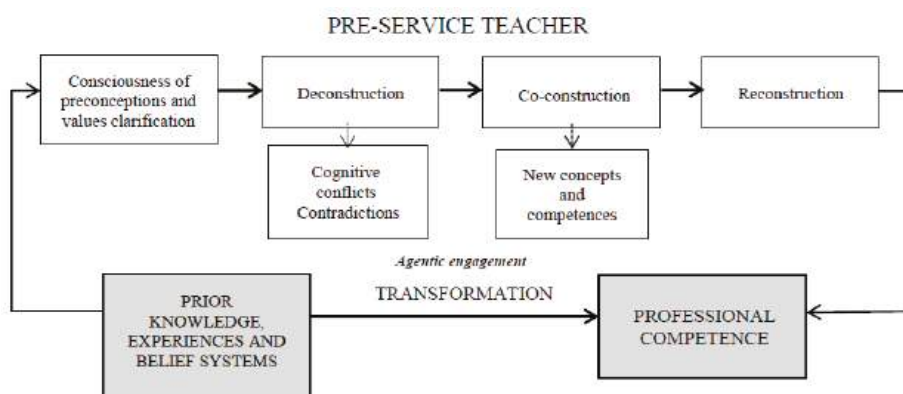 PRE-SERVICE TEACHER
Consciousness of
preconceptions and
values clarification
Deconstruction
Co-construction
Reconstruction
Cognitive
conflicts
Contradictions
New concepts
and
competences
Agentic engagement
TRANSFORMATION
PRIOR
KNOWLEDGE,
EXPERIENCES AND
BELIEF SYSTEMS
PROFESSIONAL
COMPETENCE